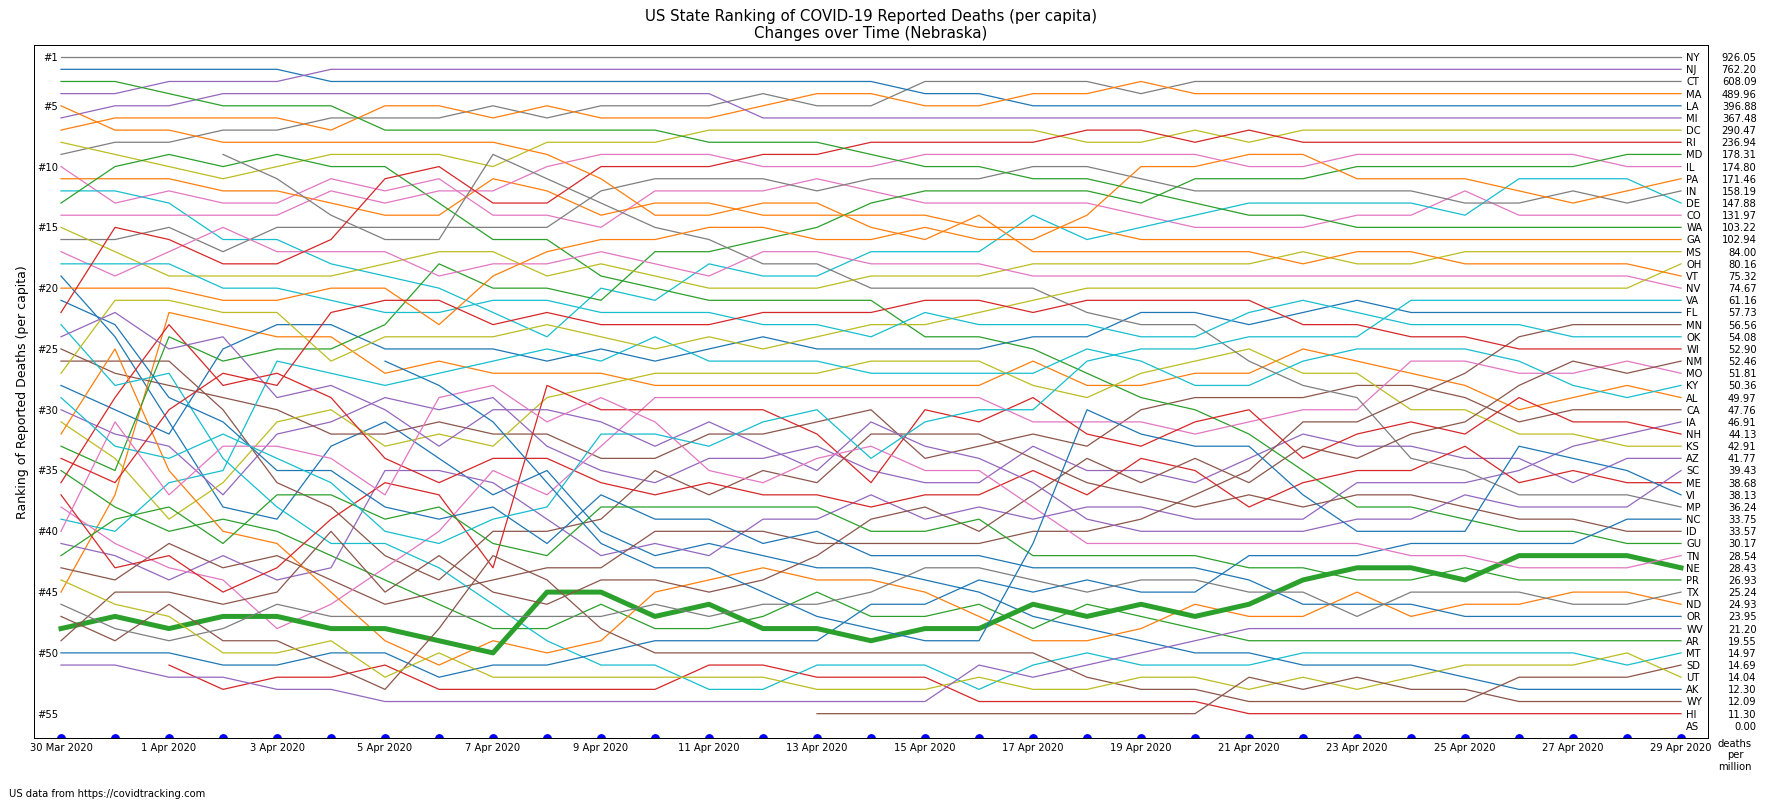 US State Ranking of COVID-19 Reported Deaths (per capita)
Changes over Time (Nebraska)
Ranking of Reported Deaths (per capita)
#1
#5
#10
#15
#20
#25
#30
#35
#40
#45
#50
#55
NY 926.05
NJ 762.20
CT 608.09
MA 489.96
LA 396.88
MI 367.48
DC 290.47
RI 236.94
MD 178.31
IL 174.80
PA 171.46
IN 158.19
DE 147.88
CO 131.97
WA 103.22
GA 102.94
MS 84.00
OH 80.16
VT 75.32
NV 74.67
VA 61.16
FL 57.73
MN 56.56
OK 54.08
WI 52.90
NM 52.46
MO 51.81
KY 50.36
AL 49.97
CA 47.76
IA 46.91
NH 44.13
KS 42.91
AZ 41.77
SC 39.43
ME 38.68
VI 38.13
MP 36.24
NC 33.75
ID 33.57
GU 30.17
TN 28.54
NE 28.43
PR 26.93
TX 25.24
ND 24.93
OR 23.95
WV 21.20
AR 19.55
MT 14.97
SD 14.69
UT 14.04
AK 12.30
WY 12.09
HI 11.30
AS 0.00
30 Mar 2020 1 Apr 2020 3 Apr 2020 5 Apr 2020 7 Apr 2020 9 Apr 2020 11 Apr 2020 13 Apr 2020 15 Apr 2020 17 Apr 2020 19 Apr 2020 21 Apr 2020 23 Apr 2020 25 Apr 2020 27 Apr 2020 29 Apr 2020
deaths
per
million
US data from https://covidtracking.com